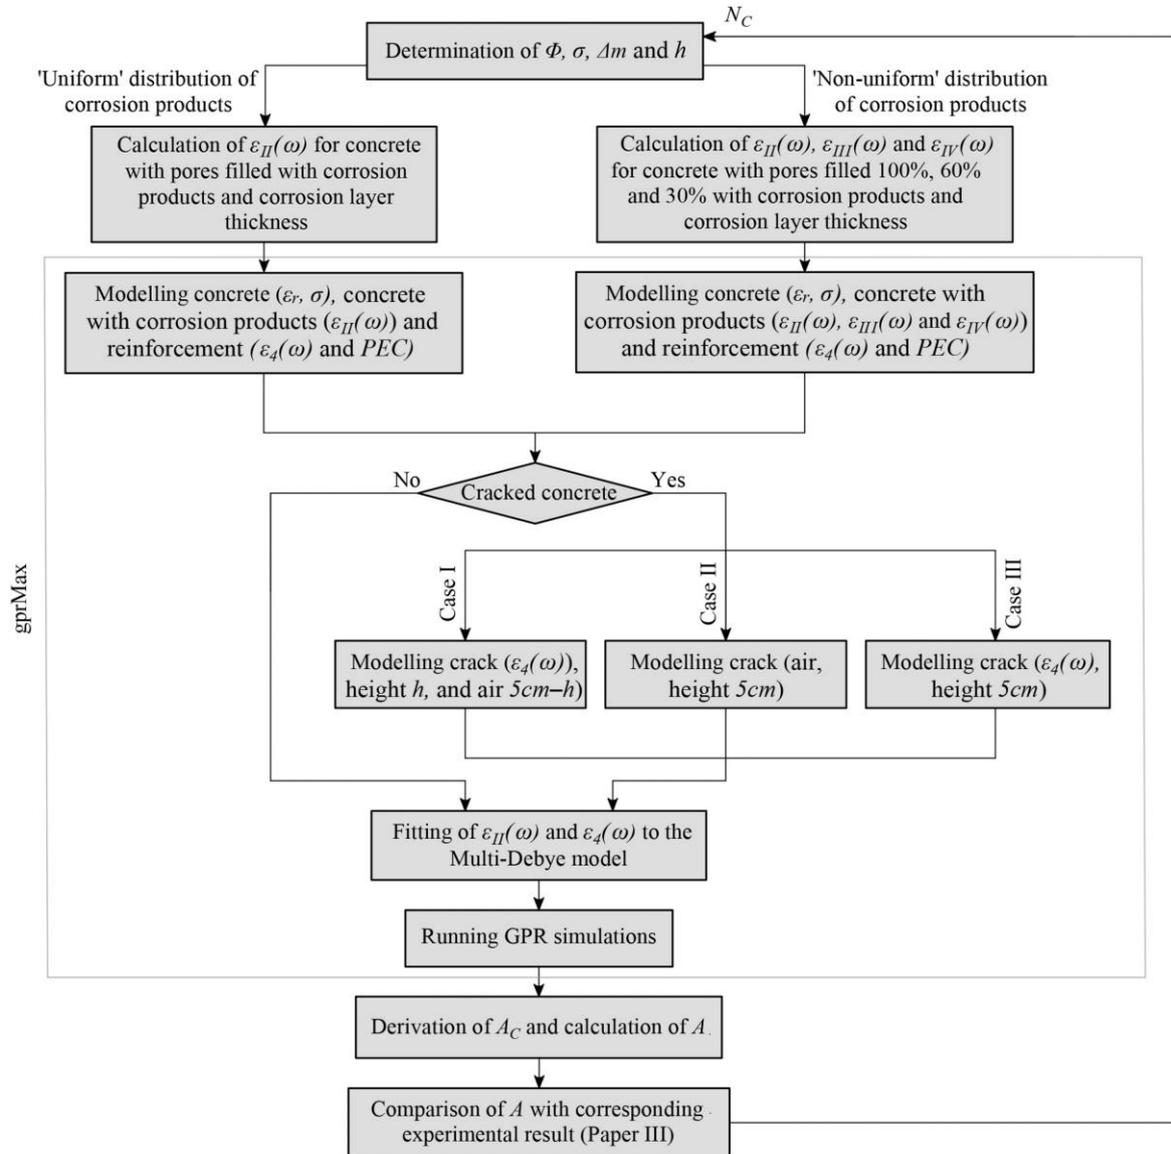 N_C
Determination of Φ, σ, Δm and h
'Uniform' distribution of
corrosion products
'Non-uniform' distribution
of corrosion products
Calculation of ε_II(ω) for concrete
with pores filled with corrosion
products and corrosion layer
thickness
Calculation of ε_II(ω), ε_III(ω) and ε_IV(ω)
for concrete with pores filled 100%, 60%
and 30% with corrosion products and
corrosion layer thickness
Modelling concrete (ε_r, σ), concrete
with corrosion products (ε_II(ω)) and
reinforcement (ε_4(ω) and PEC)
Modelling concrete (ε_r, σ), concrete with
corrosion products (ε_II(ω), ε_III(ω) and ε_IV(ω))
and reinforcement (ε_4(ω) and PEC)
No
Cracked concrete
Yes
gprMax
Case I
Case II
Case III
Modelling crack (ε_4(ω)),
height h, and air 5cm–h)
Modelling crack (air,
height 5cm)
Modelling crack (ε_4(ω),
height 5cm)
Fitting of ε_II(ω) and ε_4(ω) to the
Multi-Debye model
Running GPR simulations
Derivation of A_C and calculation of A
Comparison of A with corresponding
experimental result (Paper III)